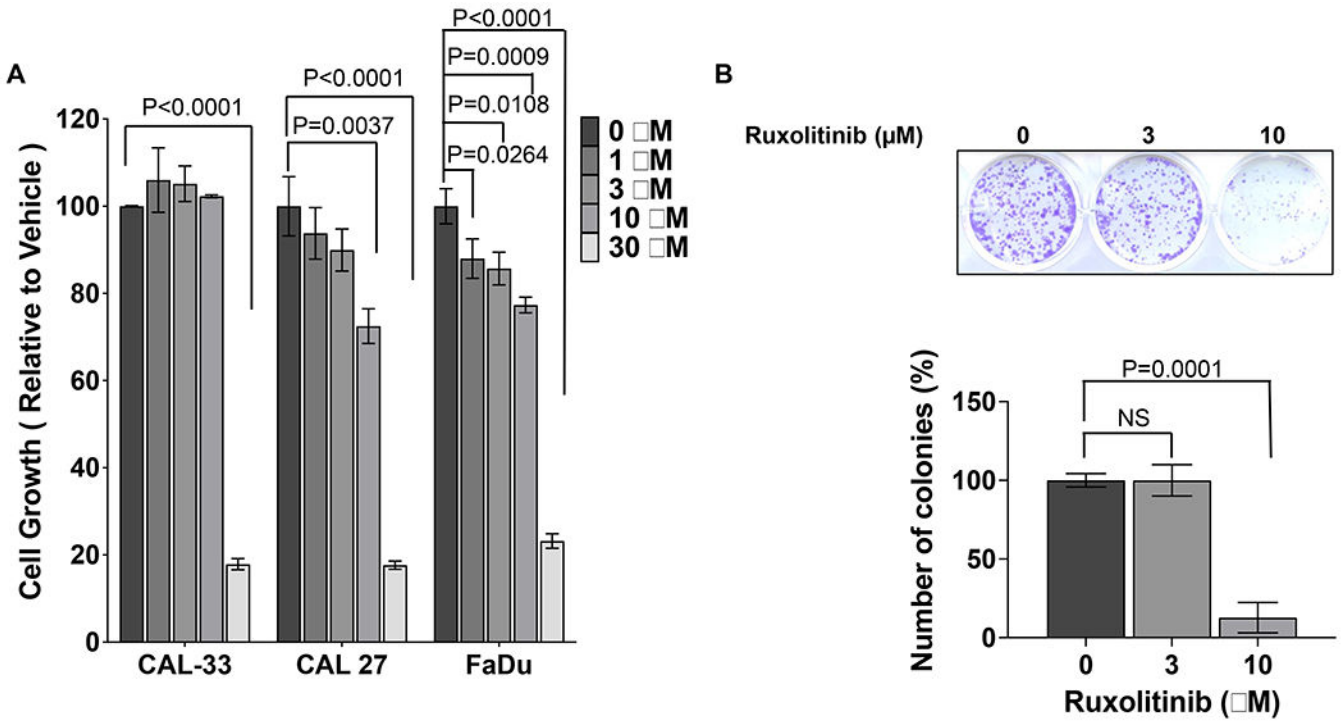 A
P<0.0001
P<0.0001
P=0.0037
P<0.0001
P=0.0009
P=0.0108
P=0.0264
0 □M
1 □M
3 □M
10 □M
30 □M
Cell Growth ( Relative to Vehicle )
120
100
80
60
40
20
0
CAL-33 CAL 27 FaDu
B
Ruxolitinib (µM) 0 3 10
P=0.0001
NS
Number of colonies (%)
150
100
50
0
0 3 10
Ruxolitinib (□M)